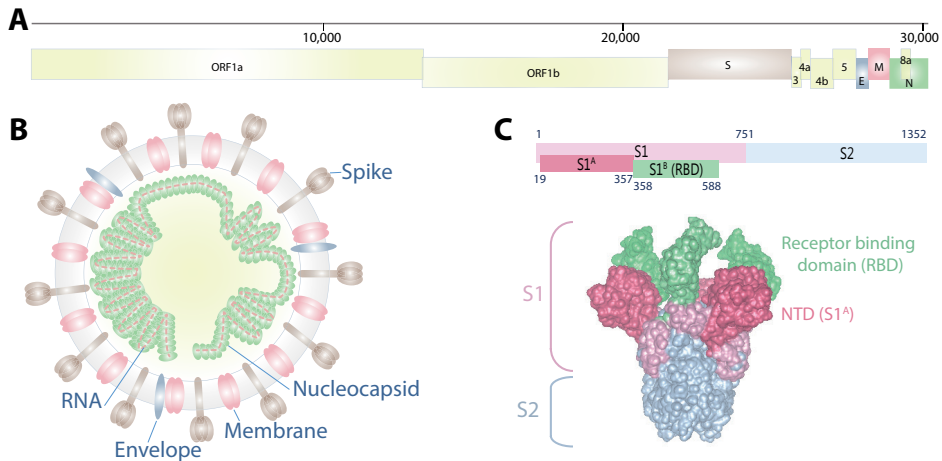 A
10,000
20,000
30,000
ORF1a
ORF1b
S
3
4a
4b
5
E
M
8a
N
B
Spike
RNA
Nucleocapsid
Membrane
Envelope
C
1
751
1352
S1
S2
S1ᴬ
S1ᴮ (RBD)
19
357
358
588
S1
S2
Receptor binding
domain (RBD)
NTD (S1ᴬ)